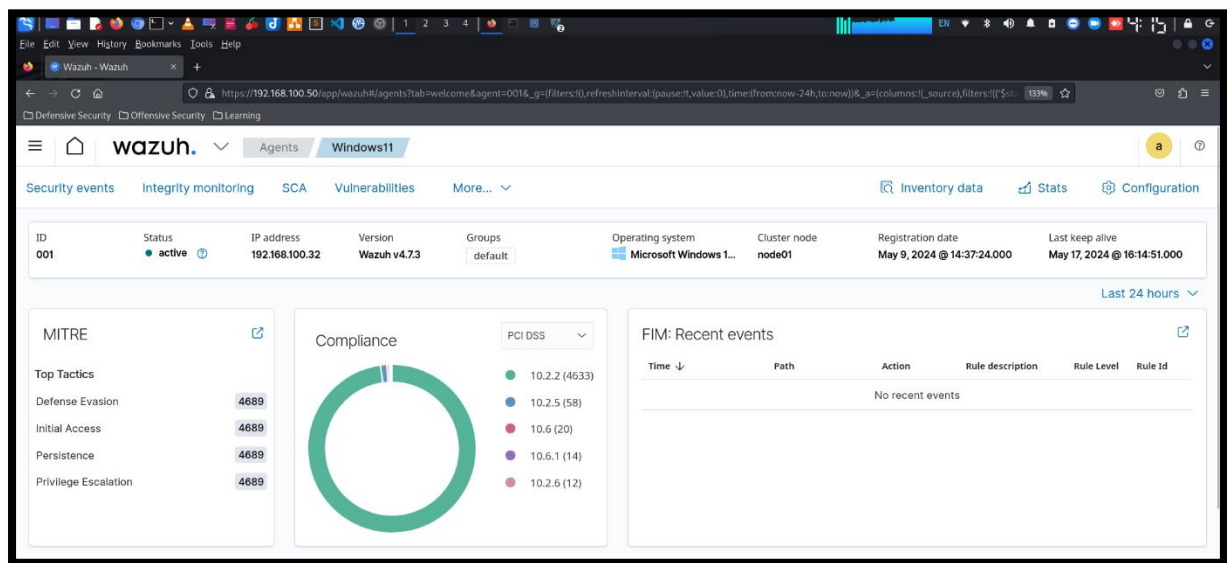 1 2 3 4 EN
File Edit View History Bookmarks Tools Help
Wazuh - Wazuh × +
https://192.168.100.50/app/wazuh#/agents?tab=welcome&agent=001&_g=(filters:!(),refreshInterval:(pause:!t,value:0),time:(from:now-24h,to:now))&_a=(columns:!(_source),filters:!(('$sta 133%
Defensive Security Offensive Security Learning
wazuh. Agents Windows11 a
Security events Integrity monitoring SCA Vulnerabilities More... Inventory data Stats Configuration
ID Status IP address Version Groups Operating system Cluster node Registration date Last keep alive
001 active 192.168.100.32 Wazuh v4.7.3 default Microsoft Windows 1... node01 May 9, 2024 @ 14:37:24.000 May 17, 2024 @ 16:14:51.000
Last 24 hours
MITRE
Top Tactics
Defense Evasion 4689
Initial Access 4689
Persistence 4689
Privilege Escalation 4689
Compliance PCI DSS
10.2.2 (4633)
10.2.5 (58)
10.6 (20)
10.6.1 (14)
10.2.6 (12)
FIM: Recent events
Time Path Action Rule description Rule Level Rule Id
No recent events